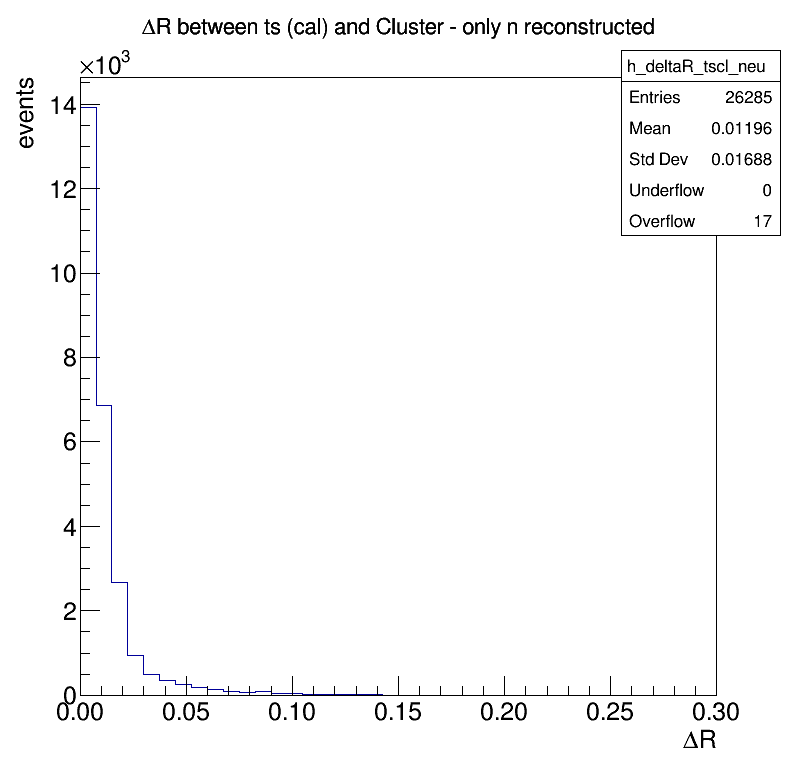 ΔR between ts (cal) and Cluster - only n reconstructed
×10³
h_deltaR_tscl_neu
Entries 26285
Mean 0.01196
Std Dev 0.01688
Underflow 0
Overflow 17
events
14
12
10
8
6
4
2
0
0.00 0.05 0.10 0.15 0.20 0.25 0.30
ΔR